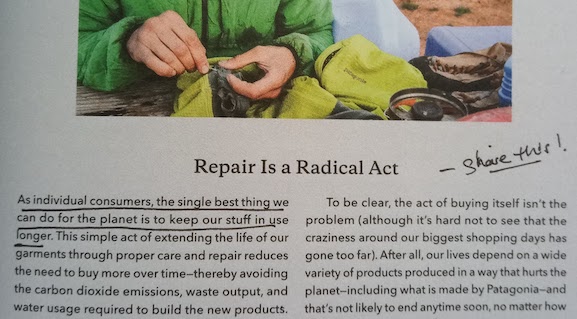 Repair Is a Radical Act
– share this!
As individual consumers, the single best thing we
can do for the planet is to keep our stuff in use
longer. This simple act of extending the life of our
garments through proper care and repair reduces
the need to buy more over time—thereby avoiding
the carbon dioxide emissions, waste output, and
water usage required to build the new products.
To be clear, the act of buying itself isn't the
problem (although it's hard not to see that the
craziness around our biggest shopping days has
gone too far). After all, our lives depend on a wide
variety of products produced in a way that hurts the
planet—including what is made by Patagonia—and
that's not likely to end anytime soon, no matter how